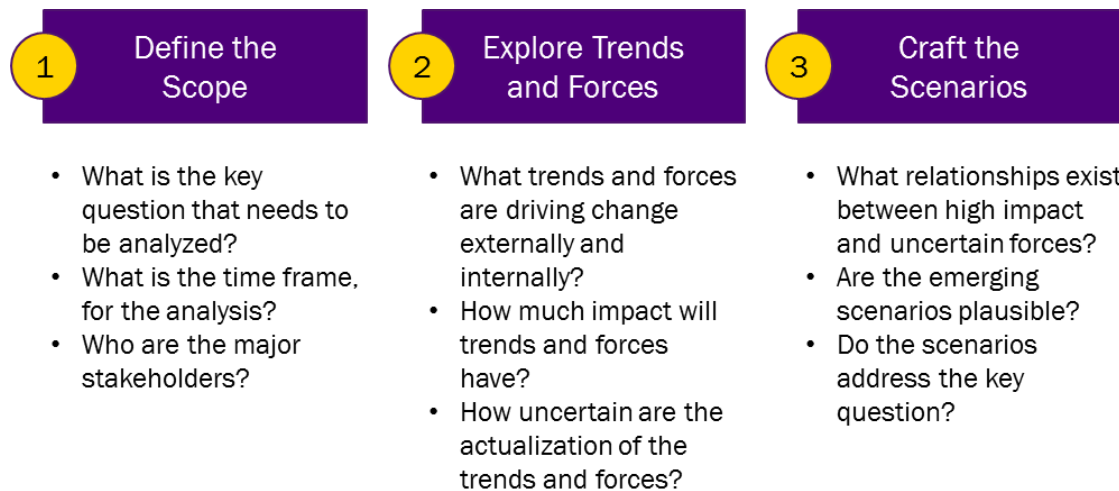 1
Define the
Scope
• What is the key
question that needs to
be analyzed?
• What is the time frame,
for the analysis?
• Who are the major
stakeholders?
2
Explore Trends
and Forces
• What trends and forces
are driving change
externally and
internally?
• How much impact will
trends and forces
have?
• How uncertain are the
actualization of the
trends and forces?
3
Craft the
Scenarios
• What relationships exist
between high impact
and uncertain forces?
• Are the emerging
scenarios plausible?
• Do the scenarios
address the key
question?